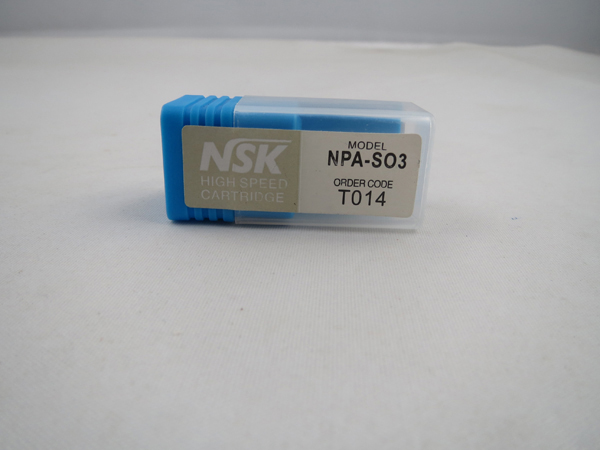 NSK
HIGH SPEED
CARTRIDGE
MODEL
NPA-SO3
ORDER CODE
T014